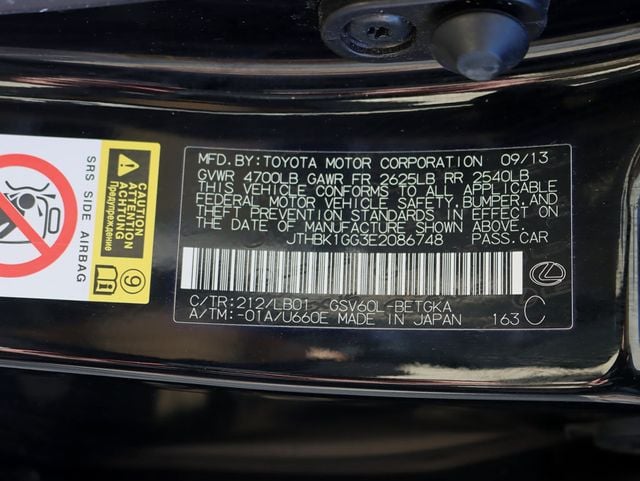 SRS SIDE AIRBAG
CAUTION
ATTENTION
ACHTUNG
Предупреждение
9
MFD.BY:TOYOTA MOTOR CORPORATION 09/13
GVWR 4700LB GAWR FR 2625LB RR 2540LB
THIS VEHICLE CONFORMS TO ALL APPLICABLE
FEDERAL MOTOR VEHICLE SAFETY,BUMPER,AND
THEFT PREVENTION STANDARDS IN EFFECT ON
THE DATE OF MANUFACTURE SHOWN ABOVE.
JTHBK1GG3E2086748 PASS.CAR
C/TR:212/LB01 GSV60L-BETGKA
A/TM:-01A/U660E MADE IN JAPAN 163 C